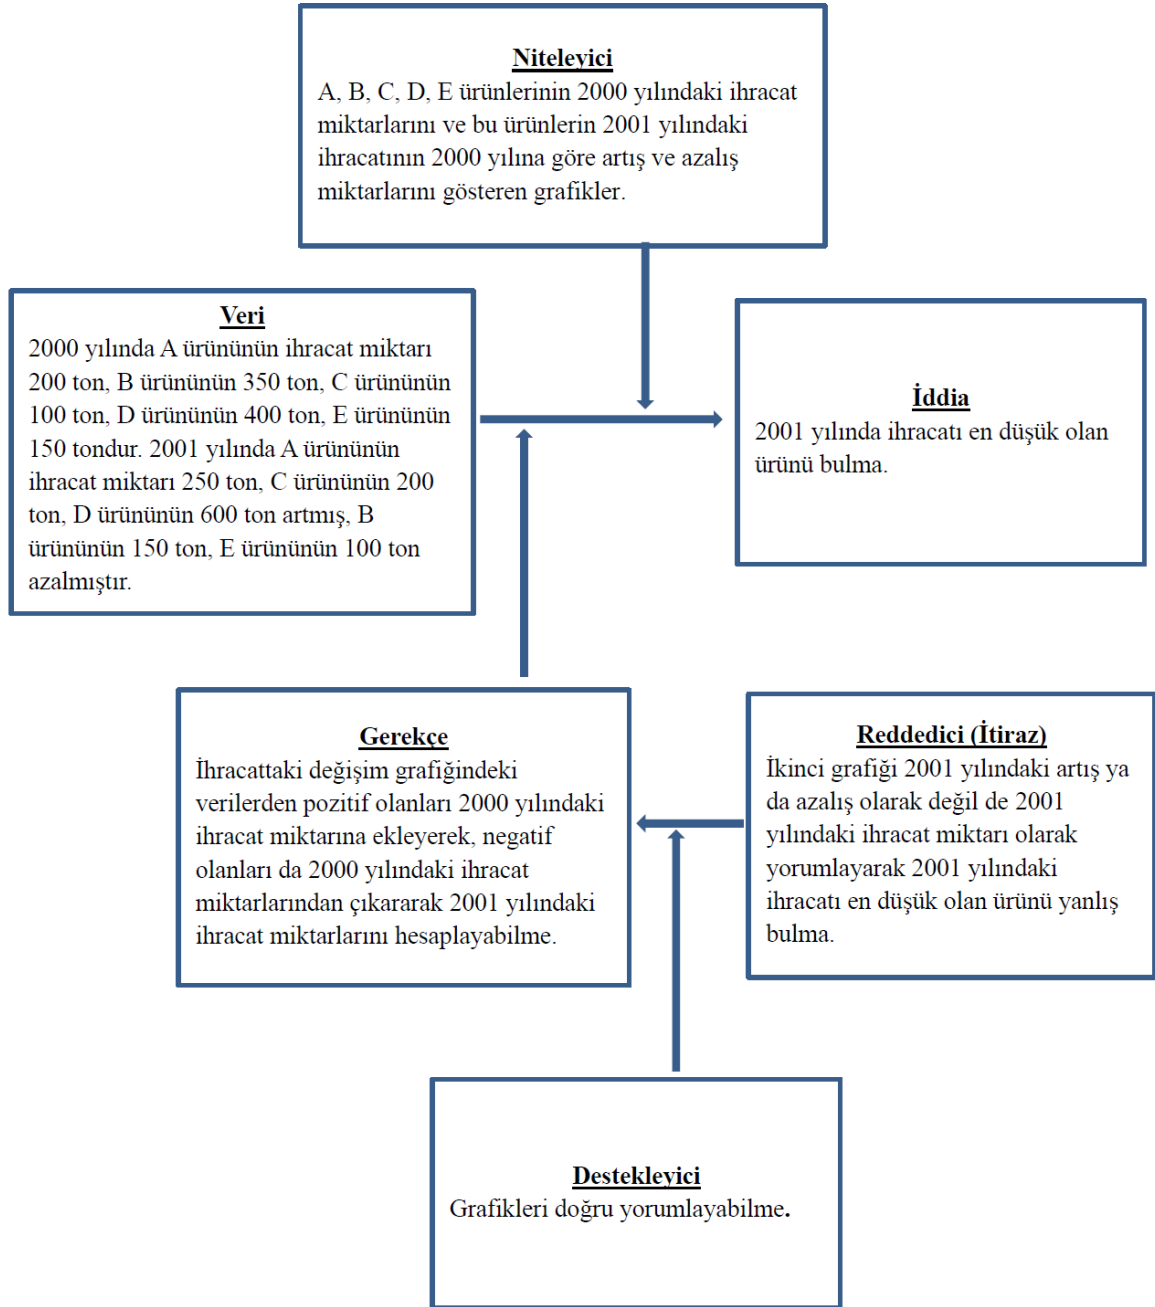 Niteleyici
A, B, C, D, E ürünlerinin 2000 yılındaki ihracat
miktarlarını ve bu ürünlerin 2001 yılındaki
ihracatının 2000 yılına göre artış ve azalış
miktarlarını gösteren grafikler.
Veri
2000 yılında A ürününün ihracat miktarı
200 ton, B ürününün 350 ton, C ürününün
100 ton, D ürününün 400 ton, E ürününün
150 tondur. 2001 yılında A ürününün
ihracat miktarı 250 ton, C ürününün 200
ton, D ürününün 600 ton artmış, B
ürününün 150 ton, E ürününün 100 ton
azalmıştır.
İddia
2001 yılında ihracatı en düşük olan
ürünü bulma.
Gerekçe
İhracattaki değişim grafiğindeki
verilerden pozitif olanları 2000 yılındaki
ihracat miktarına ekleyerek, negatif
olanları da 2000 yılındaki ihracat
miktarlarından çıkararak 2001 yılındaki
ihracat miktarlarını hesaplayabilme.
Reddedici (İtiraz)
İkinci grafiği 2001 yılındaki artış ya
da azalış olarak değil de 2001
yılındaki ihracat miktarı olarak
yorumlayarak 2001 yılındaki
ihracatı en düşük olan ürünü yanlış
bulma.
Destekleyici
Grafikleri doğru yorumlayabilme.